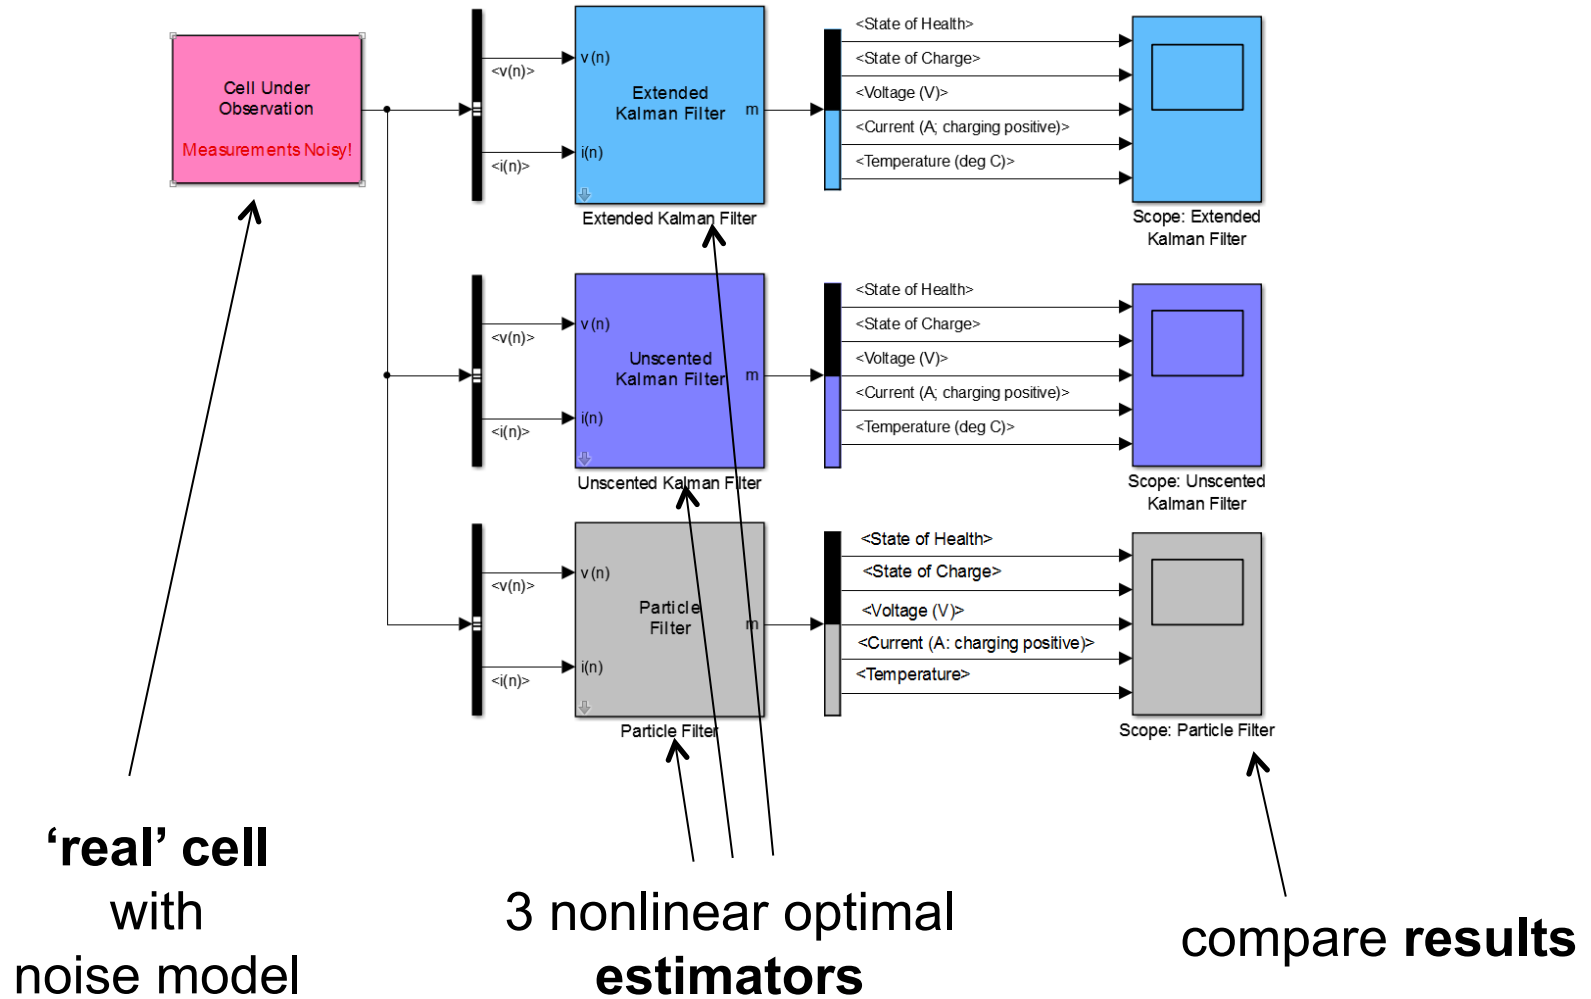 Cell Under
Observation
Measurements Noisy!
<v(n)>
<i(n)>
v(n)
i(n)
Extended
Kalman Filter
m
Extended Kalman Filter
<State of Health>
<State of Charge>
<Voltage (V)>
<Current (A; charging positive)>
<Temperature (deg C)>
Scope: Extended
Kalman Filter
<v(n)>
<i(n)>
v(n)
i(n)
Unscented
Kalman Filter
m
Unscented Kalman Filter
<State of Health>
<State of Charge>
<Voltage (V)>
<Current (A; charging positive)>
<Temperature (deg C)>
Scope: Unscented
Kalman Filter
<v(n)>
<i(n)>
v(n)
i(n)
Particle
Filter
m
Particle Filter
<State of Health>
<State of Charge>
<Voltage (V)>
<Current (A: charging positive)>
<Temperature>
Scope: Particle Filter
‘real’ cell
with
noise model
3 nonlinear optimal
estimators
compare results